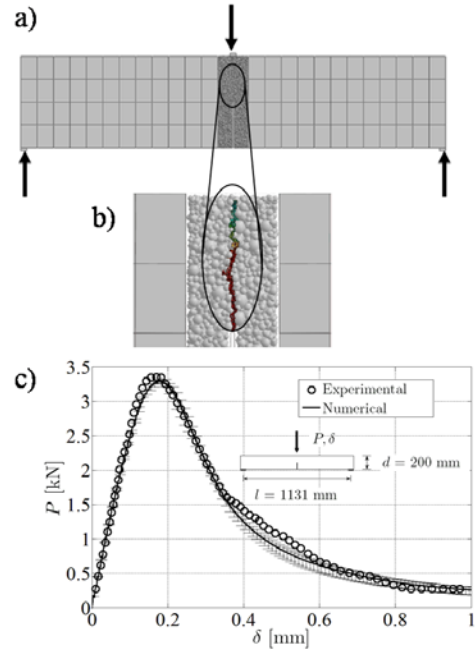 a)
b)
c)
3.5
3
2.5
2
1.5
1
0.5
0
P [kN]
Experimental
Numerical
P, δ
d = 200 mm
l = 1131 mm
0 0.2 0.4 0.6 0.8 1
δ [mm]